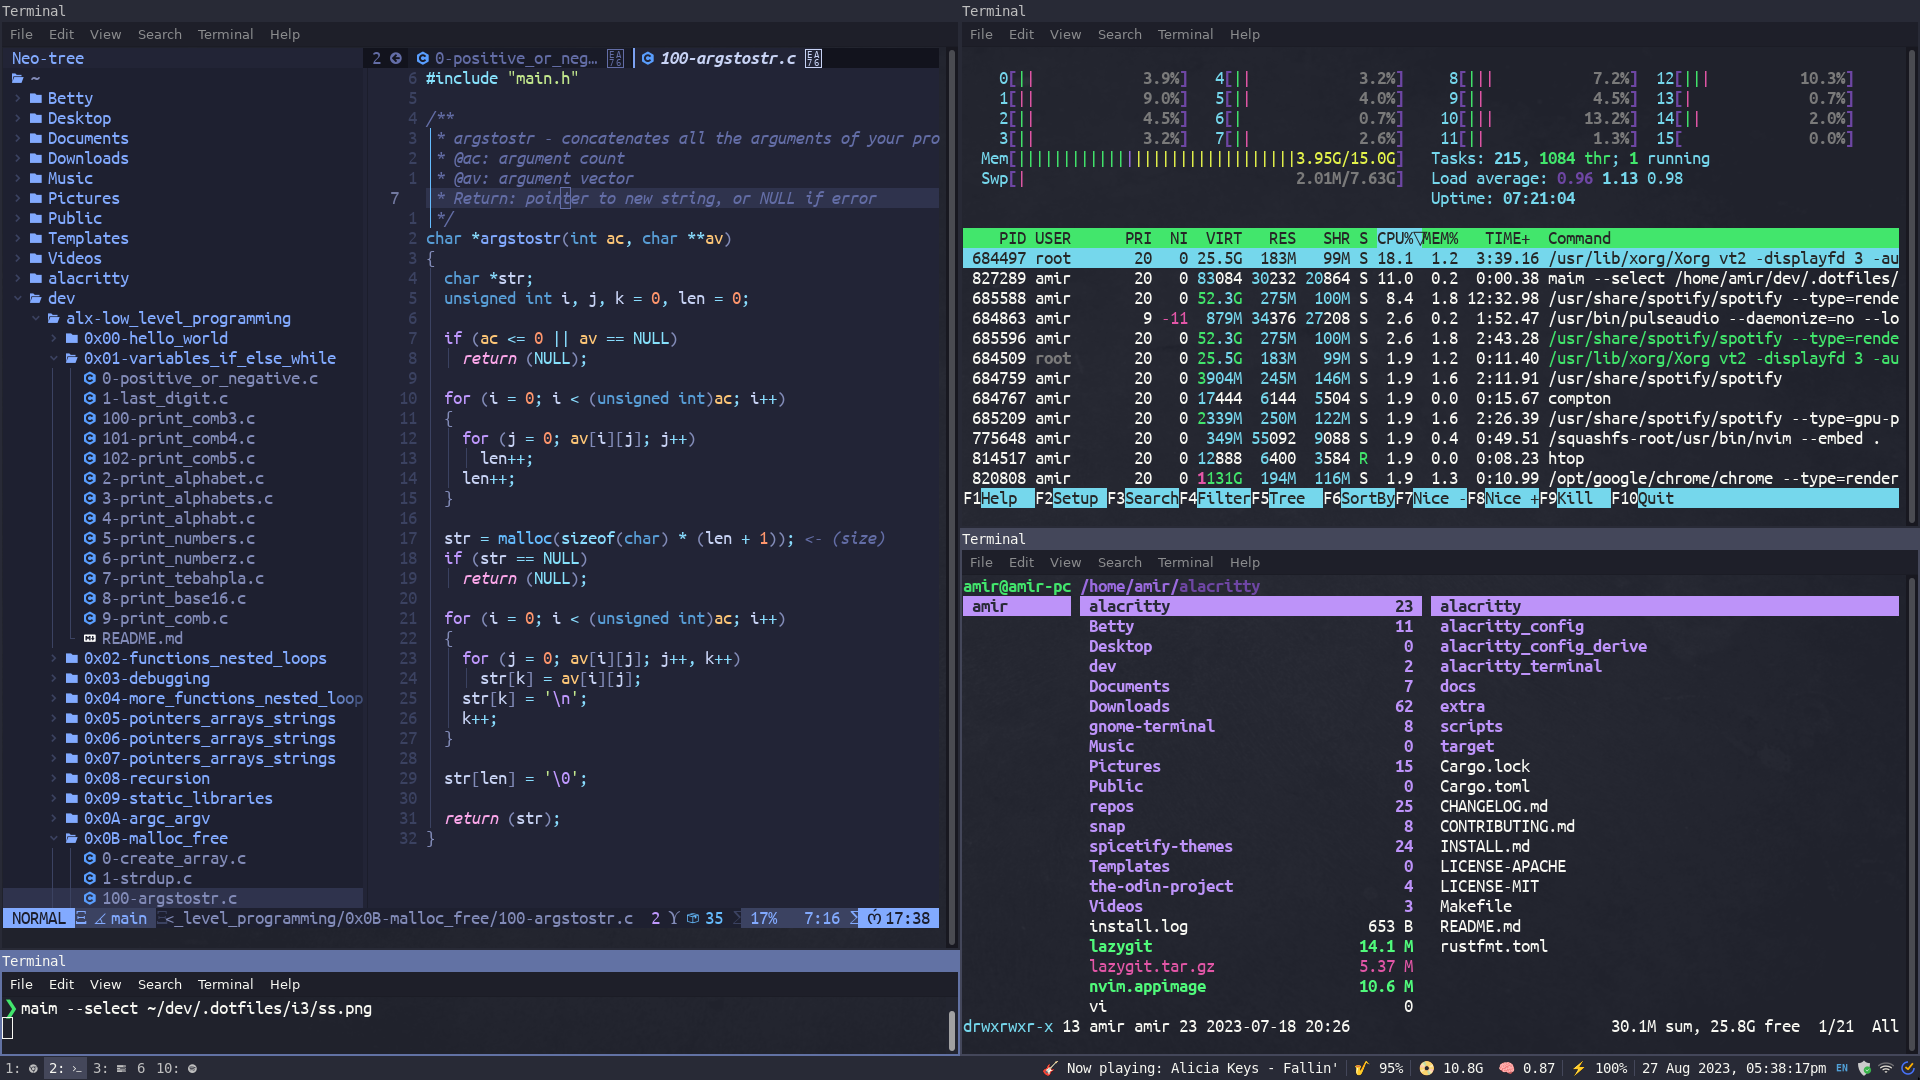 Terminal
File Edit View Search Terminal Help
Neo-tree
~
Betty
Desktop
Documents
Downloads
Music
Pictures
Public
Templates
Videos
alacritty
dev
alx-low_level_programming
0x00-hello_world
0x01-variables_if_else_while
0-positive_or_negative.c
1-last_digit.c
100-print_comb3.c
101-print_comb4.c
102-print_comb5.c
2-print_alphabet.c
3-print_alphabets.c
4-print_alphabt.c
5-print_numbers.c
6-print_numberz.c
7-print_tebahpla.c
8-print_base16.c
9-print_comb.c
README.md
0x02-functions_nested_loops
0x03-debugging
0x04-more_functions_nested_loop
0x05-pointers_arrays_strings
0x06-pointers_arrays_strings
0x07-pointers_arrays_strings
0x08-recursion
0x09-static_libraries
0x0A-argc_argv
0x0B-malloc_free
0-create_array.c
1-strdup.c
100-argstostr.c
2 0-positive_or_neg… 100-argstostr.c
6 #include "main.h"
5
4 /**
3 * argstostr - concatenates all the arguments of your pro
2 * @ac: argument count
1 * @av: argument vector
7 * Return: pointer to new string, or NULL if error
1 */
2 char *argstostr(int ac, char **av)
3 {
4 char *str;
5 unsigned int i, j, k = 0, len = 0;
6
7 if (ac <= 0 || av == NULL)
8 return (NULL);
9
10 for (i = 0; i < (unsigned int)ac; i++)
11 {
12 for (j = 0; av[i][j]; j++)
13 len++;
14 len++;
15 }
16
17 str = malloc(sizeof(char) * (len + 1)); <- (size)
18 if (str == NULL)
19 return (NULL);
20
21 for (i = 0; i < (unsigned int)ac; i++)
22 {
23 for (j = 0; av[i][j]; j++, k++)
24 str[k] = av[i][j];
25 str[k] = '\n';
26 k++;
27 }
28
29 str[len] = '\0';
30
31 return (str);
32 }
NORMAL main <_level_programming/0x0B-malloc_free/100-argstostr.c 2 35 17% 7:16 17:38
Terminal
File Edit View Search Terminal Help
❯ maim --select ~/dev/.dotfiles/i3/ss.png
Terminal
File Edit View Search Terminal Help
0[|| 3.9%] 4[|| 3.2%] 8[||| 7.2%] 12[||| 10.3%]
1[|| 9.0%] 5[|| 4.0%] 9[|| 4.5%] 13[| 0.7%]
2[|| 4.5%] 6[| 0.7%] 10[||| 13.2%] 14[|| 2.0%]
3[|| 3.2%] 7[|| 2.6%] 11[|| 1.3%] 15[ 0.0%]
Mem[|||||||||||||||||||||||||||||||3.95G/15.0G] Tasks: 215, 1084 thr; 1 running
Swp[| 2.01M/7.63G] Load average: 0.96 1.13 0.98
Uptime: 07:21:04
PID USER PRI NI VIRT RES SHR S CPU%▽MEM% TIME+ Command
684497 root 20 0 25.5G 183M 99M S 18.1 1.2 3:39.16 /usr/lib/xorg/Xorg vt2 -displayfd 3 -au
827289 amir 20 0 83084 30232 20864 S 11.0 0.2 0:00.38 maim --select /home/amir/dev/.dotfiles/
685588 amir 20 0 52.3G 275M 100M S 8.4 1.8 12:32.98 /usr/share/spotify/spotify --type=rende
684863 amir 9 -11 879M 34376 27208 S 2.6 0.2 1:52.47 /usr/bin/pulseaudio --daemonize=no --lo
685596 amir 20 0 52.3G 275M 100M S 2.6 1.8 2:43.28 /usr/share/spotify/spotify --type=rende
684509 root 20 0 25.5G 183M 99M S 1.9 1.2 0:11.40 /usr/lib/xorg/Xorg vt2 -displayfd 3 -au
684759 amir 20 0 3904M 245M 146M S 1.9 1.6 2:11.91 /usr/share/spotify/spotify
684767 amir 20 0 17444 6144 5504 S 1.9 0.0 0:15.67 compton
685209 amir 20 0 2339M 250M 122M S 1.9 1.6 2:26.39 /usr/share/spotify/spotify --type=gpu-p
775648 amir 20 0 349M 55092 9088 S 1.9 0.4 0:49.51 /squashfs-root/usr/bin/nvim --embed .
814517 amir 20 0 12888 6400 3584 R 1.9 0.0 0:08.23 htop
820808 amir 20 0 1131G 194M 116M S 1.9 1.3 0:10.99 /opt/google/chrome/chrome --type=render
F1Help F2Setup F3SearchF4FilterF5Tree F6SortByF7Nice -F8Nice +F9Kill F10Quit
Terminal
File Edit View Search Terminal Help
amir@amir-pc /home/amir/alacritty
amir alacritty 23 alacritty
Betty 11 alacritty_config
Desktop 0 alacritty_config_derive
dev 2 alacritty_terminal
Documents 7 docs
Downloads 62 extra
gnome-terminal 8 scripts
Music 0 target
Pictures 15 Cargo.lock
Public 0 Cargo.toml
repos 25 CHANGELOG.md
snap 8 CONTRIBUTING.md
spicetify-themes 24 INSTALL.md
Templates 0 LICENSE-APACHE
the-odin-project 4 LICENSE-MIT
Videos 3 Makefile
install.log 653 B README.md
lazygit 14.1 M rustfmt.toml
lazygit.tar.gz 5.37 M
nvim.appimage 10.6 M
vi 0
drwxrwxr-x 13 amir amir 23 2023-07-18 20:26 30.1M sum, 25.8G free 1/21 All
1: 2: 3: 6 10: Now playing: Alicia Keys - Fallin' 95% 10.8G 0.87 100% 27 Aug 2023, 05:38:17pm EN